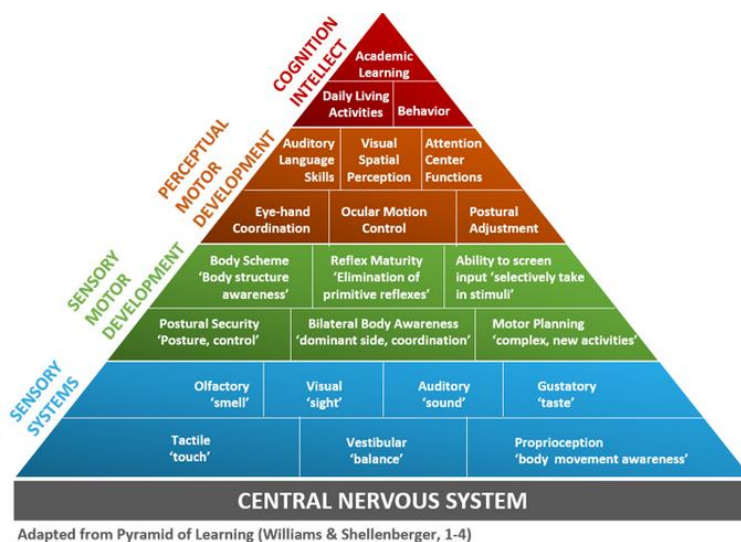 COGNITION
INTELLECT
Academic
Learning
Daily Living
Activities
Behavior
PERCEPTUAL
MOTOR
DEVELOPMENT
Auditory
Language
Skills
Visual
Spatial
Perception
Attention
Center
Functions
Eye-hand
Coordination
Ocular Motion
Control
Postural
Adjustment
SENSORY
MOTOR
DEVELOPMENT
Body Scheme
‘Body structure
awareness’
Reflex Maturity
‘Elimination of
primitive reflexes’
Ability to screen
input ‘selectively take
in stimuli’
Postural Security
‘Posture, control’
Bilateral Body Awareness
‘dominant side, coordination’
Motor Planning
‘complex, new activities’
SENSORY
SYSTEMS
Olfactory
‘smell’
Visual
‘sight’
Auditory
‘sound’
Gustatory
‘taste’
Tactile
‘touch’
Vestibular
‘balance’
Proprioception
‘body movement awareness’
CENTRAL NERVOUS SYSTEM
Adapted from Pyramid of Learning (Williams & Shellenberger, 1-4)